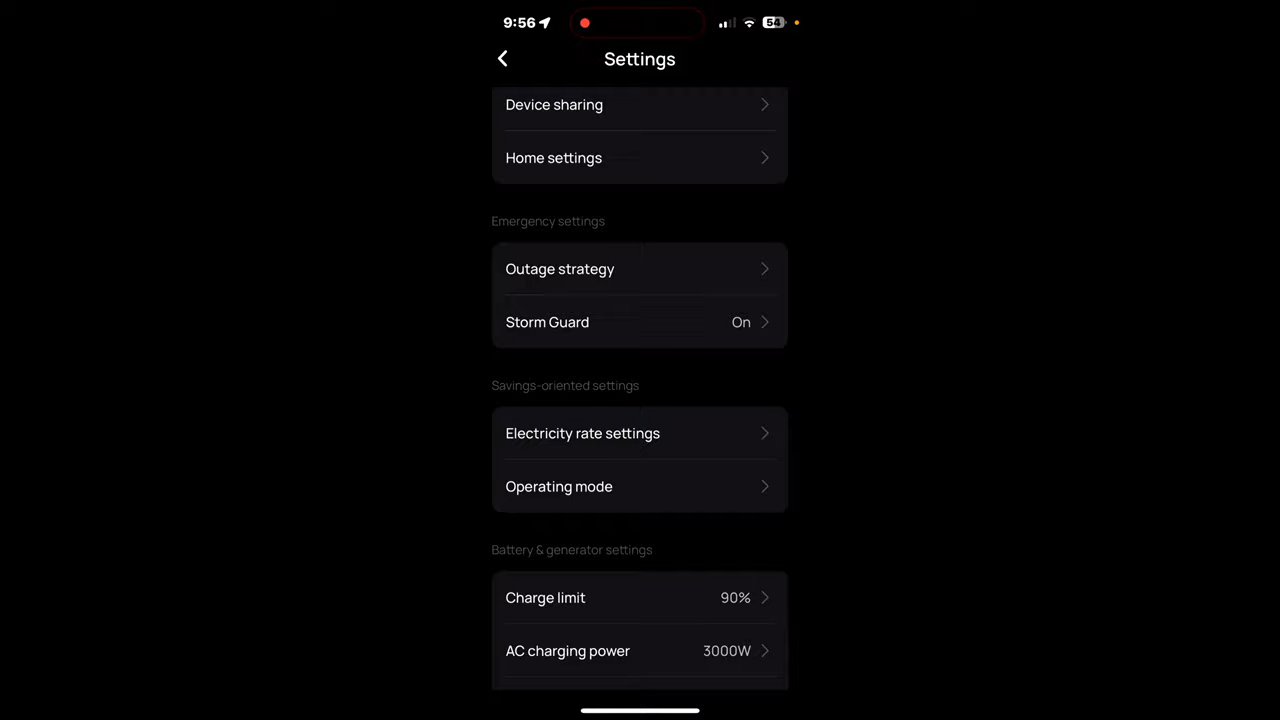 9:56
54
Settings
Device sharing
Home settings
Emergency settings
Outage strategy
Storm Guard On
Savings-oriented settings
Electricity rate settings
Operating mode
Battery & generator settings
Charge limit 90%
AC charging power 3000W